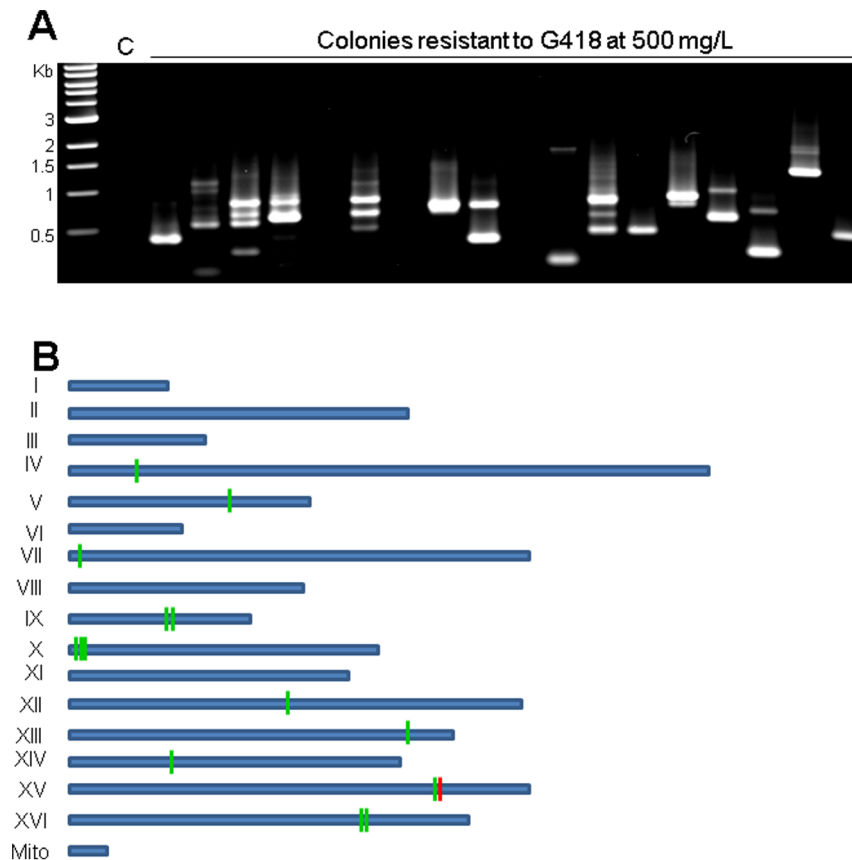 A
C
Colonies resistant to G418 at 500 mg/L
Kb
3
2
1.5
1
0.5
B
I
II
III
IV
V
VI
VII
VIII
IX
X
XI
XII
XIII
XIV
XV
XVI
Mito